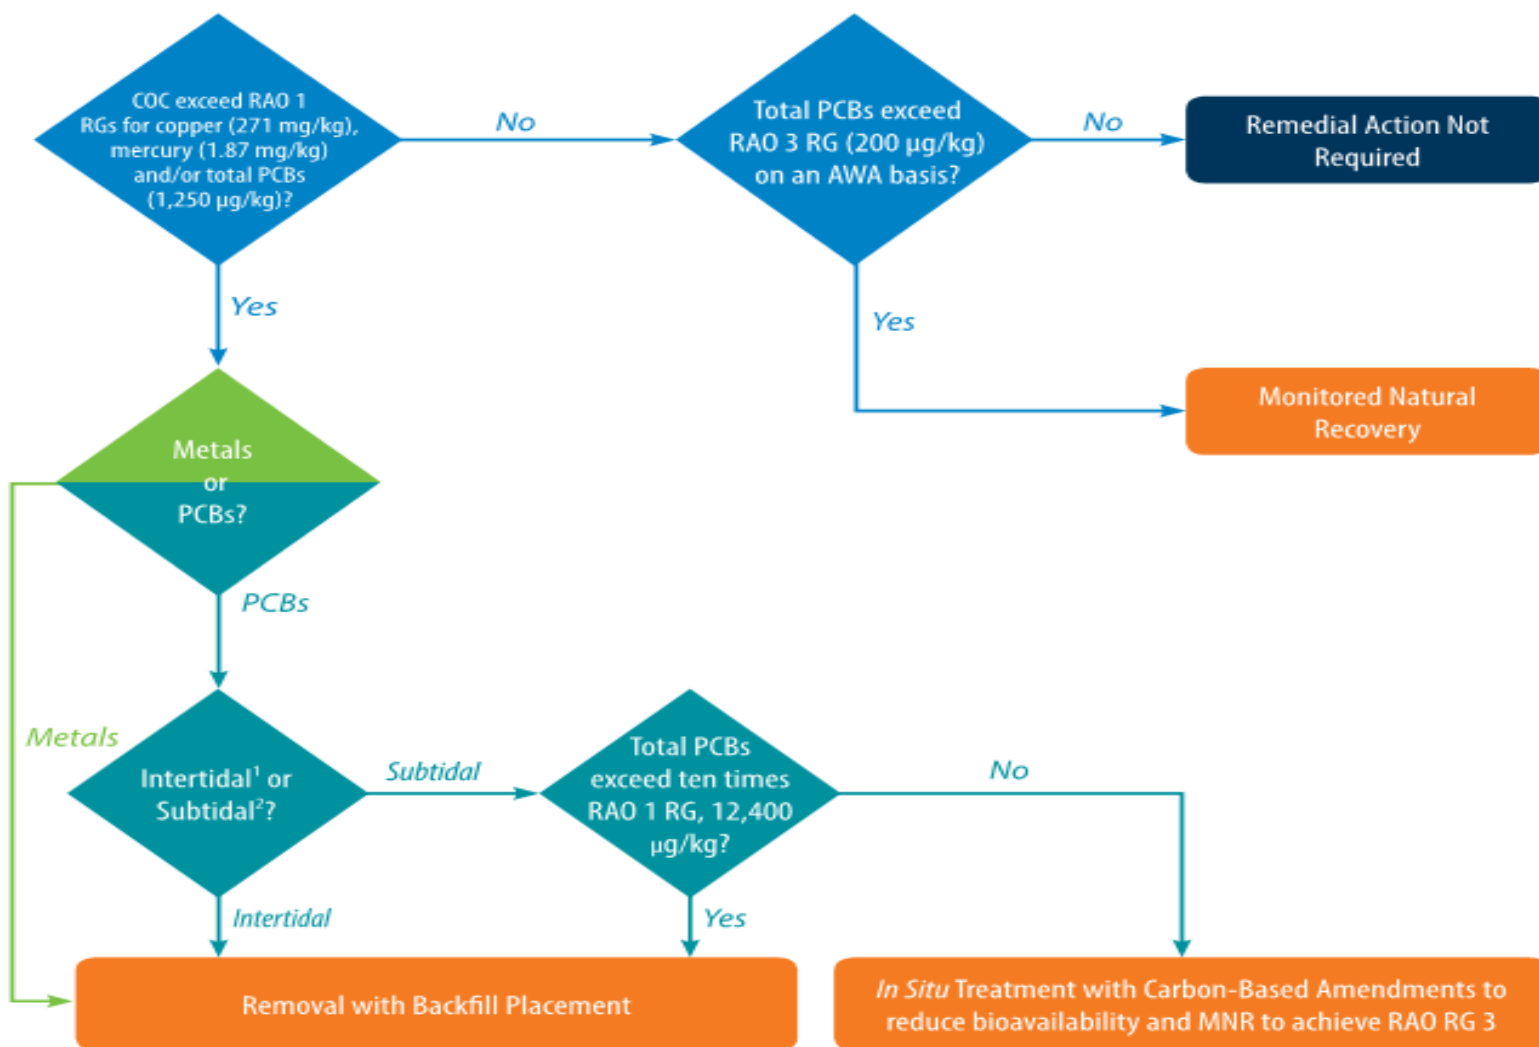 COC exceed RAO 1
RGs for copper (271 mg/kg),
mercury (1.87 mg/kg)
and/or total PCBs
(1,250 µg/kg)?
No
Total PCBs exceed
RAO 3 RG (200 µg/kg)
on an AWA basis?
No
Remedial Action Not
Required
Yes
Yes
Monitored Natural
Recovery
Metals
or
PCBs?
PCBs
Metals
Intertidal¹ or
Subtidal²?
Subtidal
Total PCBs
exceed ten times
RAO 1 RG, 12,400
µg/kg?
No
Intertidal
Yes
Removal with Backfill Placement
In Situ Treatment with Carbon-Based Amendments to
reduce bioavailability and MNR to achieve RAO RG 3